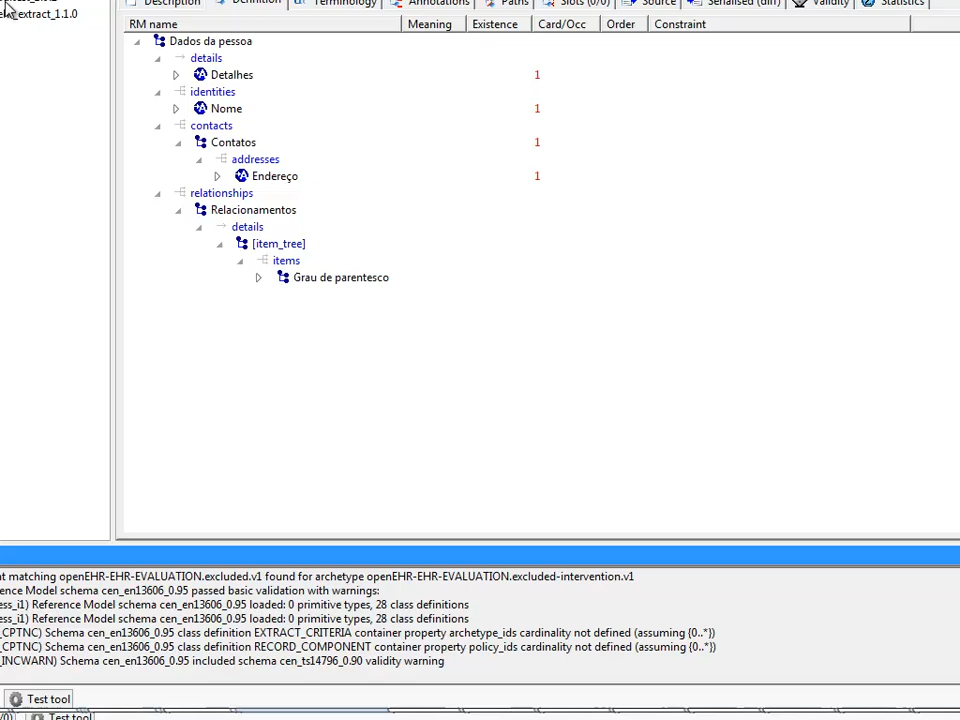 extract_1.1.0
Description Definition Terminology Annotations Paths Slots (0/0) Source Serialised (diff) Validity Statistics
RM name Meaning Existence Card/Occ Order Constraint
Dados da pessoa
details
Detalhes 1
identities
Nome 1
contacts
Contatos 1
addresses
Endereço 1
relationships
Relacionamentos
details
[item_tree]
items
Grau de parentesco
matching openEHR-EHR-EVALUATION.excluded.v1 found for archetype openEHR-EHR-EVALUATION.excluded-intervention.v1
Model schema cen_en13606_0.95 passed basic validation with warnings:
ess_i1) Reference Model schema cen_en13606_0.95 loaded: 0 primitive types, 28 class definitions
ess_i1) Reference Model schema cen_en13606_0.95 loaded: 0 primitive types, 28 class definitions
_CPTNC) Schema cen_en13606_0.95 class definition EXTRACT_CRITERIA container property archetype_ids cardinality not defined (assuming {0..*})
_CPTNC) Schema cen_en13606_0.95 class definition RECORD_COMPONENT container property policy_ids cardinality not defined (assuming {0..*})
_INCWARN) Schema cen_en13606_0.95 included schema cen_ts14796_0.90 validity warning
Test tool
/0) Test tool